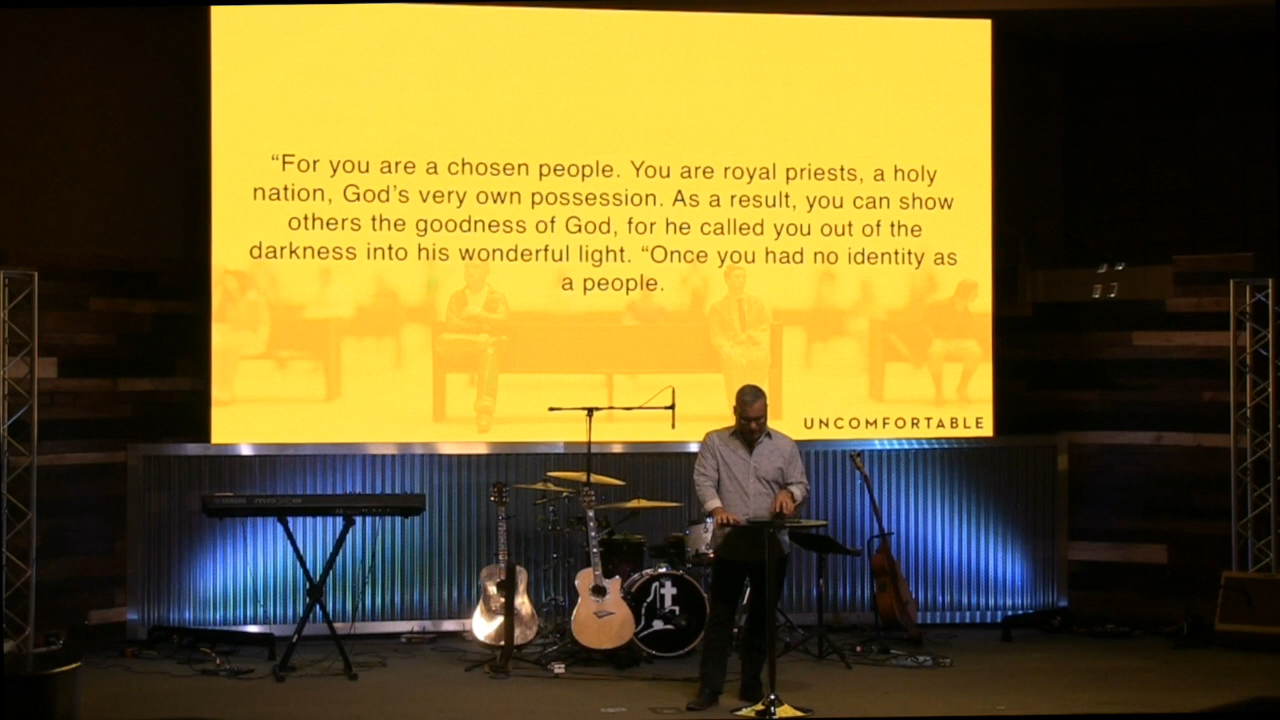 “For you are a chosen people. You are royal priests, a holy
nation, God’s very own possession. As a result, you can show
others the goodness of God, for he called you out of the
darkness into his wonderful light. “Once you had no identity as
a people.
UNCOMFORTABLE
YAMAHA